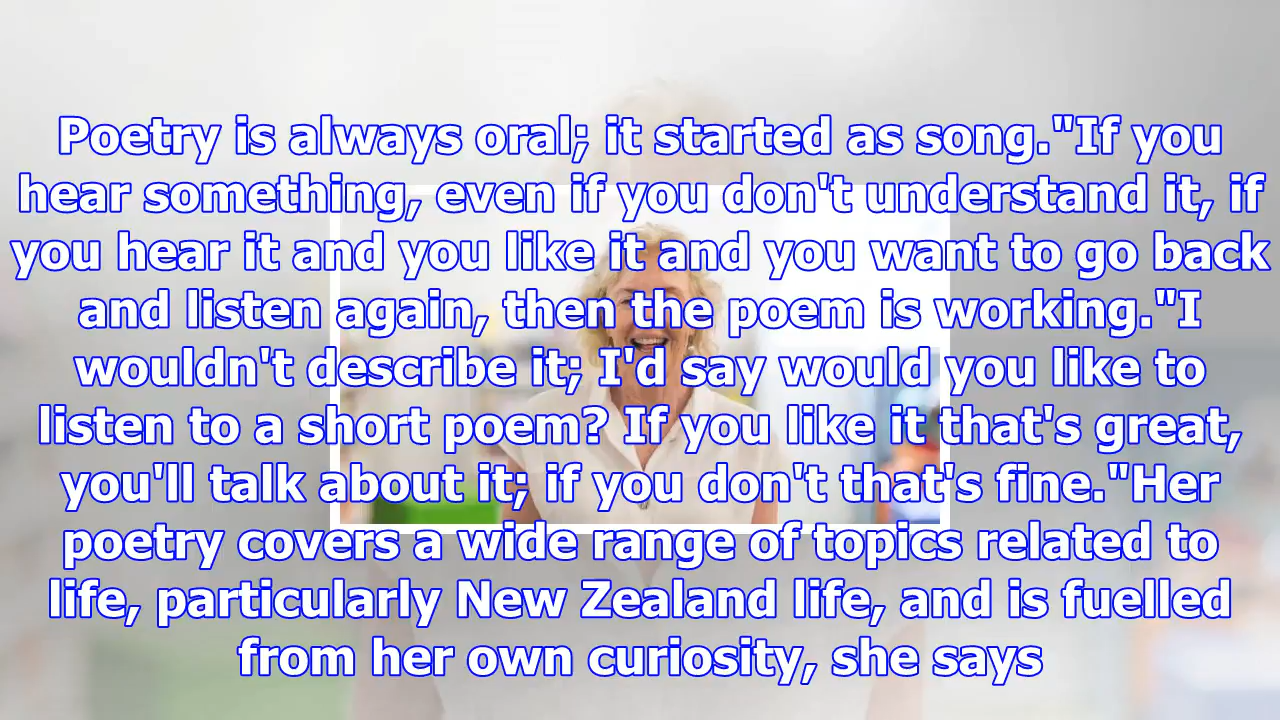 Poetry is always oral; it started as song."If you
hear something, even if you don't understand it, if
you hear it and you like it and you want to go back
and listen again, then the poem is working."I
wouldn't describe it; I'd say would you like to
listen to a short poem? If you like it that's great,
you'll talk about it; if you don't that's fine."Her
poetry covers a wide range of topics related to
life, particularly New Zealand life, and is fuelled
from her own curiosity, she says